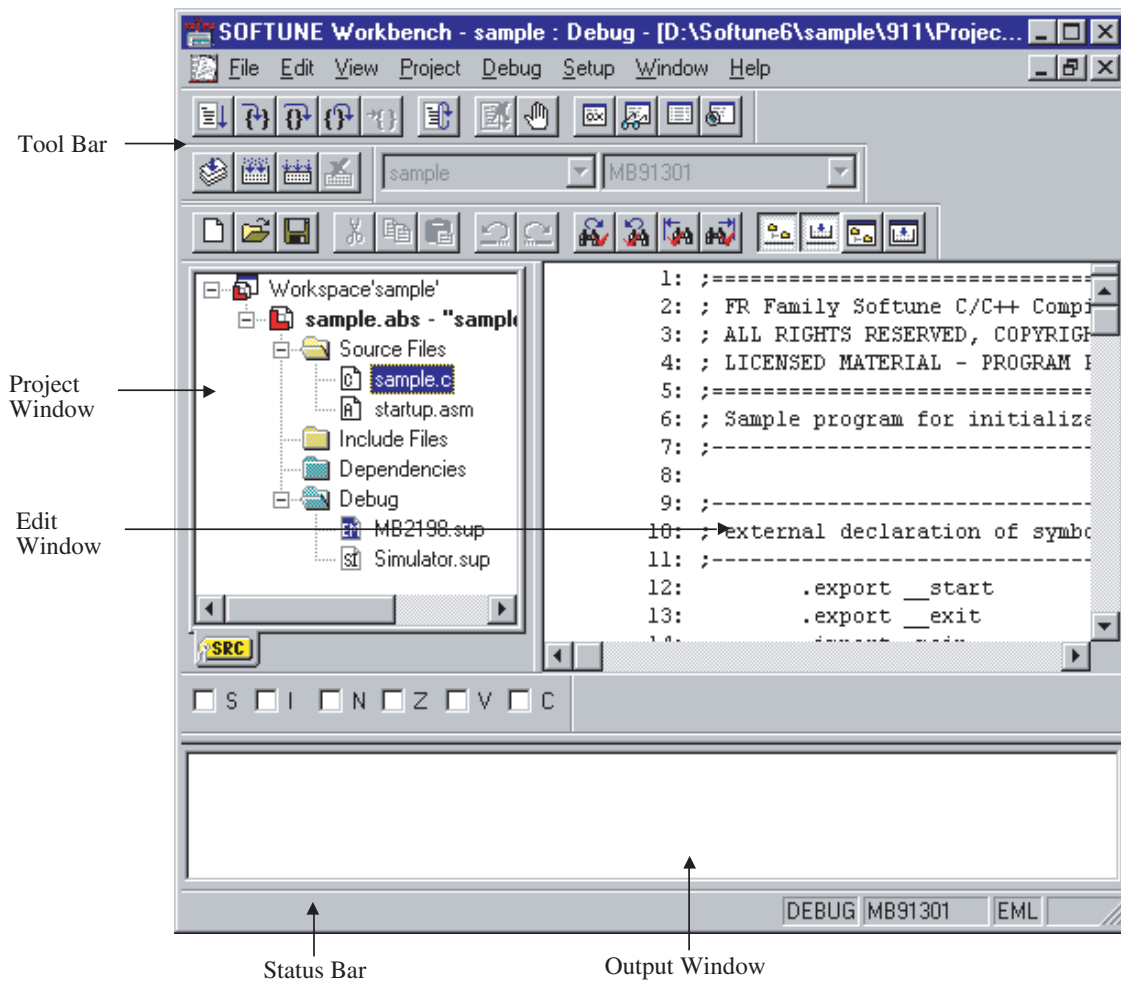 SOFTUNE Workbench - sample : Debug - [D:\Softune6\sample\911\Projec...
File Edit View Project Debug Setup Window Help
Tool Bar
sample MB91301
Workspace'sample'
sample.abs - "sample
Source Files
sample.c
startup.asm
Include Files
Dependencies
Debug
MB2198.sup
Simulator.sup
SRC
Project
Window
Edit
Window
1: ;===============================
2: ; FR Family Softune C/C++ Compi
3: ; ALL RIGHTS RESERVED, COPYRIGH
4: ; LICENSED MATERIAL - PROGRAM P
5: ;===============================
6: ; Sample program for initializa
7: ;-------------------------------
8:
9: ;-------------------------------
10: ; external declaration of symbo
11: ;-------------------------------
12: .export __start
13: .export __exit
S I N Z V C
DEBUG MB91301 EML
Status Bar
Output Window